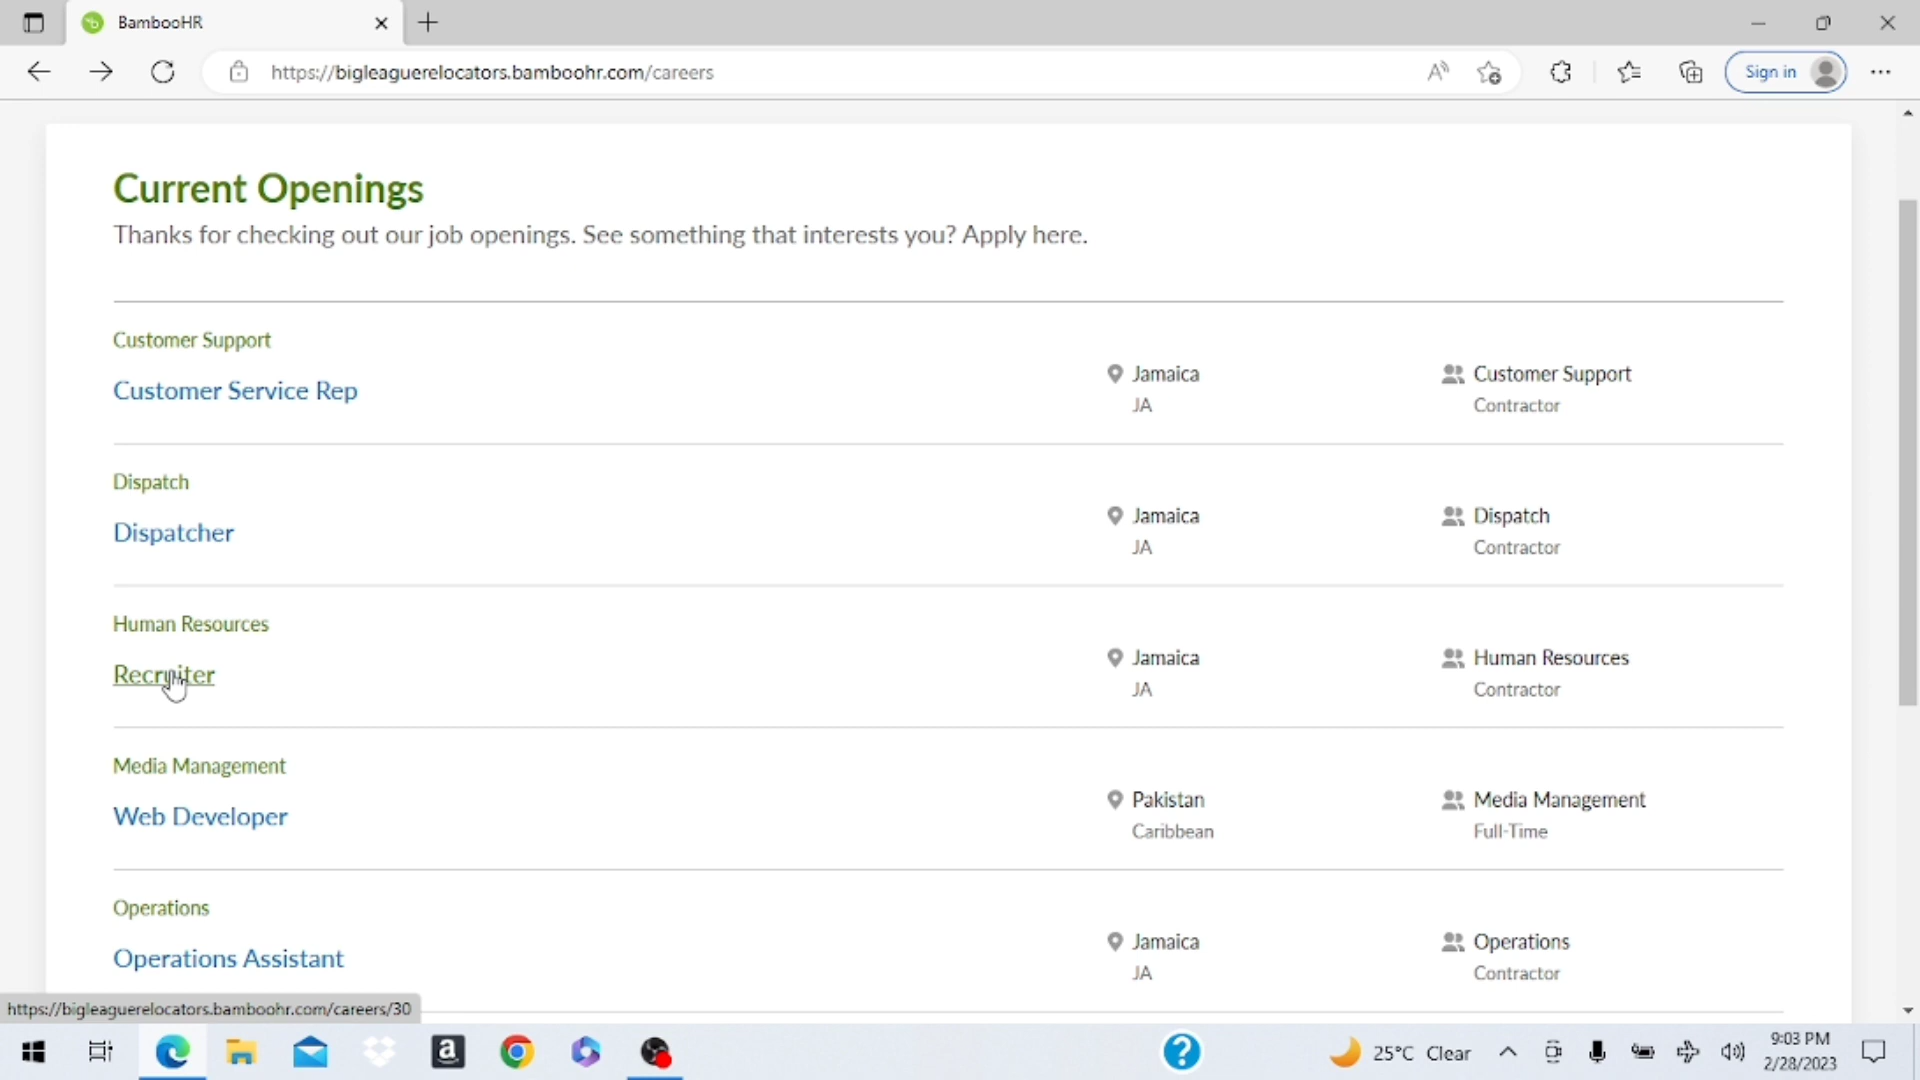 BambooHR
https://bigleaguerelocators.bamboohr.com/careers
Sign in
Current Openings
Thanks for checking out our job openings. See something that interests you? Apply here.
Customer Support
Customer Service Rep
Jamaica
JA
Customer Support
Contractor
Dispatch
Dispatcher
Jamaica
JA
Dispatch
Contractor
Human Resources
Recruiter
Jamaica
JA
Human Resources
Contractor
Media Management
Web Developer
Pakistan
Caribbean
Media Management
Full-Time
Operations
Operations Assistant
Jamaica
JA
Operations
Contractor
https://bigleaguerelocators.bamboohr.com/careers/30
25°C Clear
9:03 PM
2/28/2023